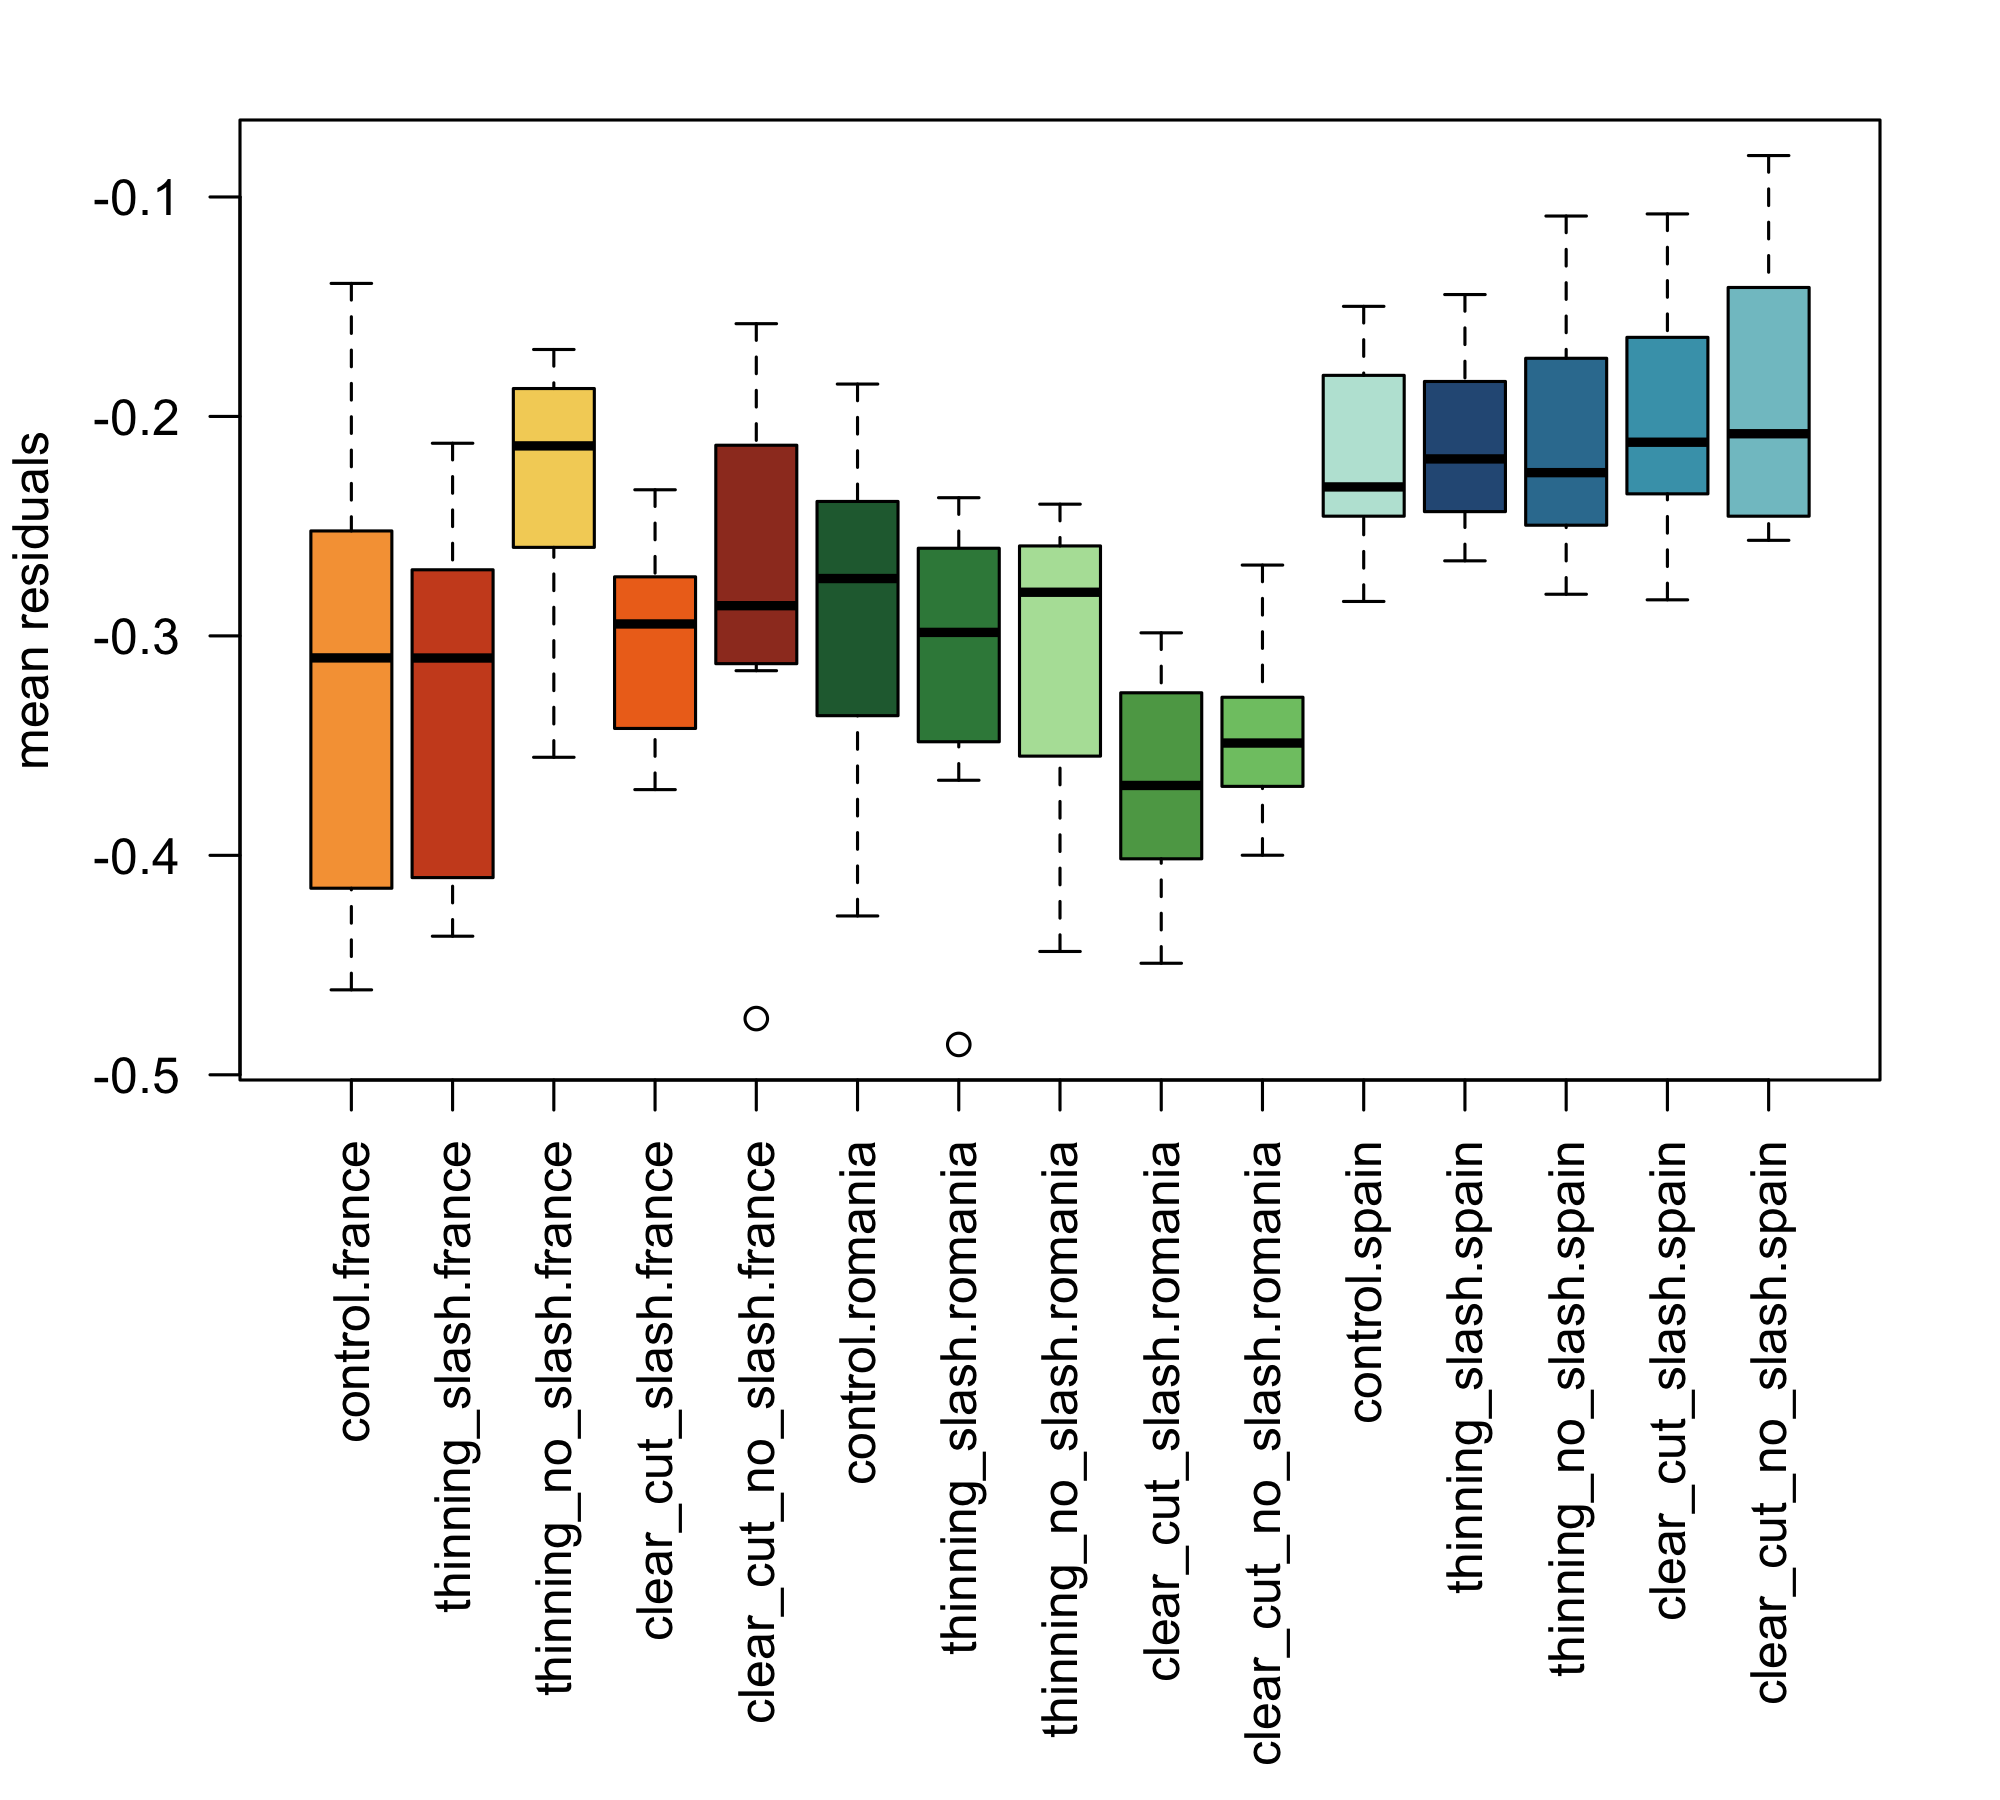 mean residuals
-0.1
-0.2
-0.3
-0.4
-0.5
control.france
thinning_slash.france
thinning_no_slash.france
clear_cut_slash.france
clear_cut_no_slash.france
control.romania
thinning_slash.romania
thinning_no_slash.romania
clear_cut_slash.romania
clear_cut_no_slash.romania
control.spain
thinning_slash.spain
thinning_no_slash.spain
clear_cut_slash.spain
clear_cut_no_slash.spain